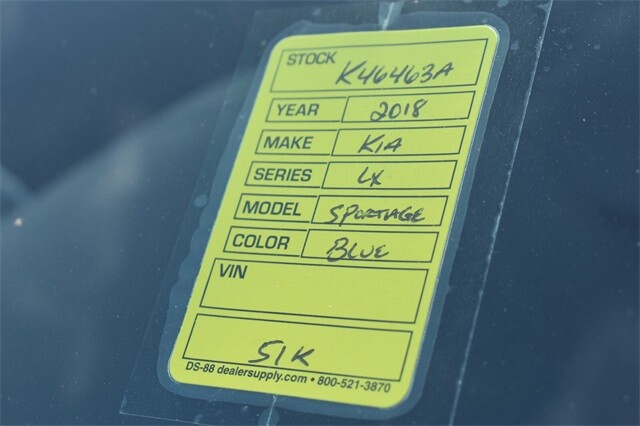 STOCK K46463A
YEAR 2018
MAKE KIA
SERIES LX
MODEL SPORTAGE
COLOR BLUE
VIN
51K
DS-88 dealersupply.com • 800-521-3870